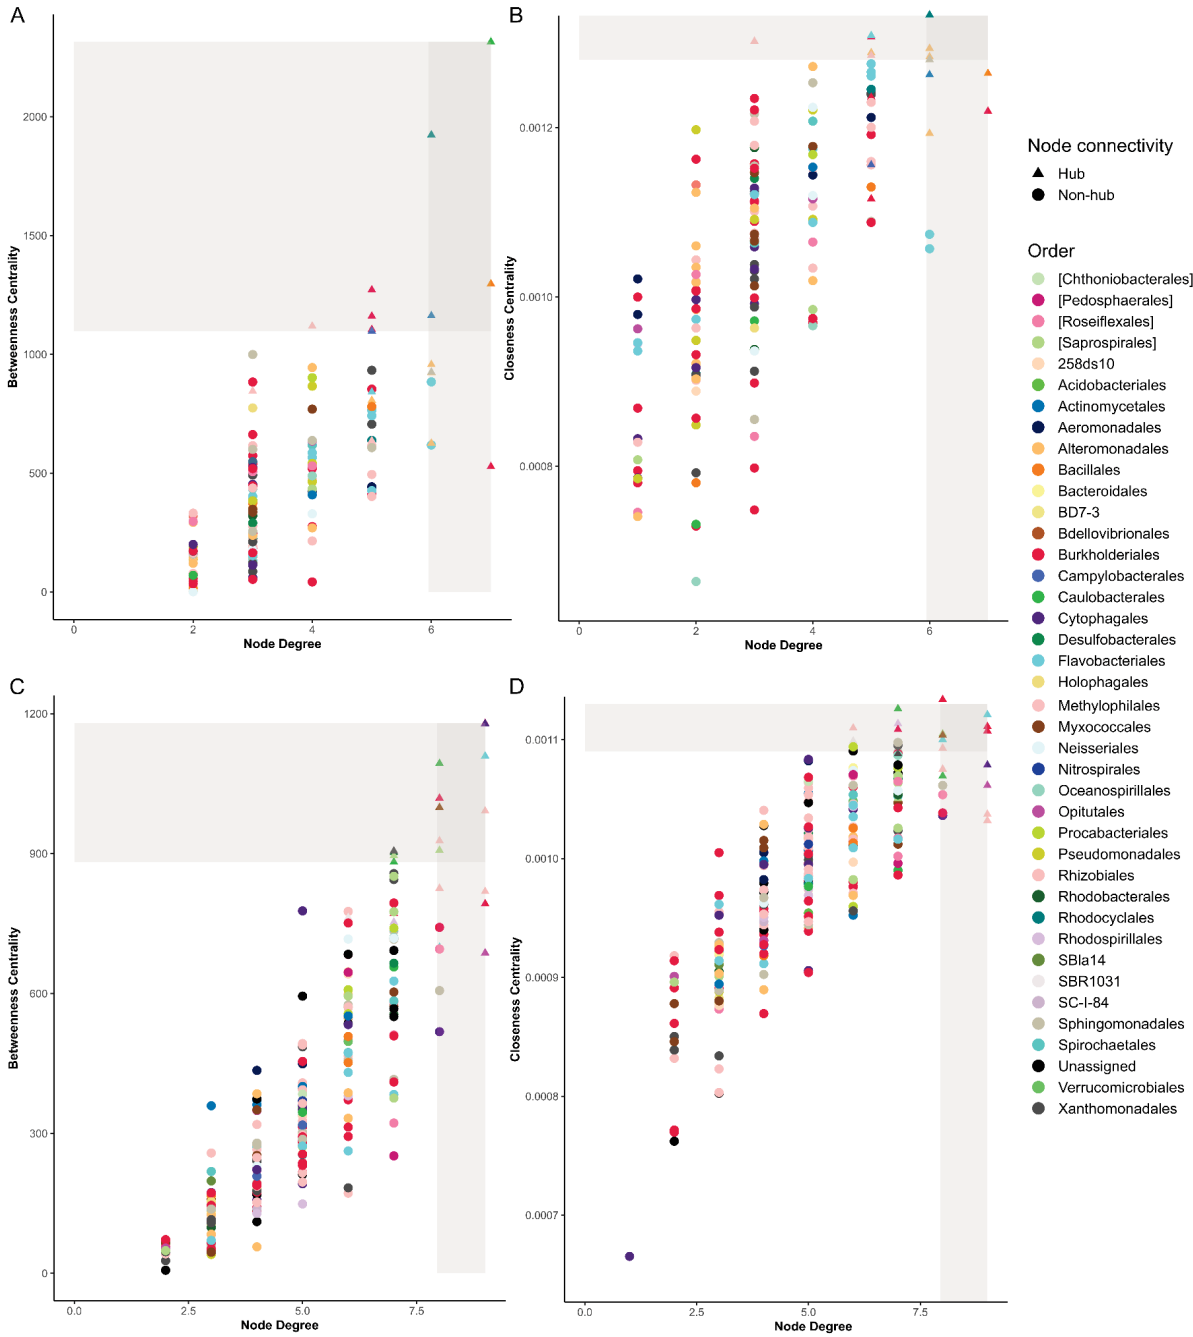 A
Betweenness Centrality
2000
1500
1000
500
0
0
2
4
6
Node Degree
B
Closeness Centrality
0.0012
0.0010
0.0008
0
2
4
6
Node Degree
C
Betweenness Centrality
1200
900
600
300
0
0.0
2.5
5.0
7.5
Node Degree
D
Closeness Centrality
0.0011
0.0010
0.0009
0.0008
0.0007
0.0
2.5
5.0
7.5
Node Degree
Node connectivity
Hub
Non-hub
Order
[Chthoniobacterales]
[Pedosphaerales]
[Roseiflexales]
[Saprospirales]
258ds10
Acidobacteriales
Actinomycetales
Aeromonadales
Alteromonadales
Bacillales
Bacteroidales
BD7-3
Bdellovibrionales
Burkholderiales
Campylobacterales
Caulobacterales
Cytophagales
Desulfobacterales
Flavobacteriales
Holophagales
Methylophilales
Myxococcales
Neisseriales
Nitrospirales
Oceanospirillales
Opitutales
Procabacteriales
Pseudomonadales
Rhizobiales
Rhodobacterales
Rhodocyclales
Rhodospirillales
SBla14
SBR1031
SC-I-84
Sphingomonadales
Spirochaetales
Unassigned
Verrucomicrobiales
Xanthomonadales